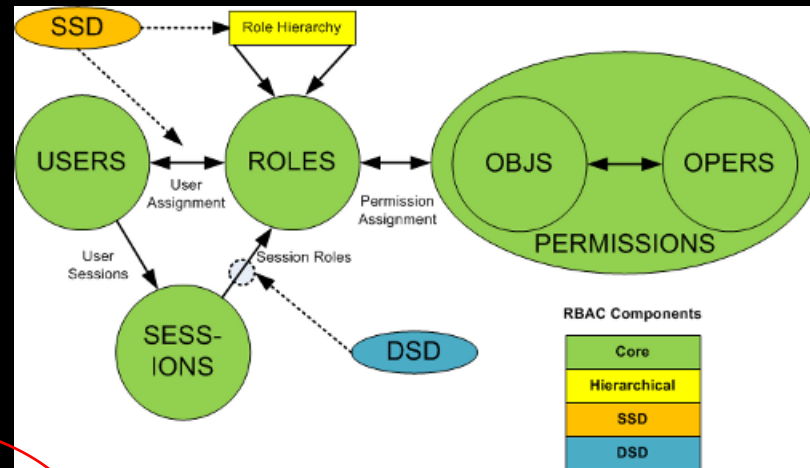 SSD
Role Hierarchy
USERS
ROLES
OBJS
OPERS
User
Assignment
Permission
Assignment
PERMISSIONS
User
Sessions
Session Roles
SESS-
IONS
DSD
RBAC Components
Core
Hierarchical
SSD
DSD